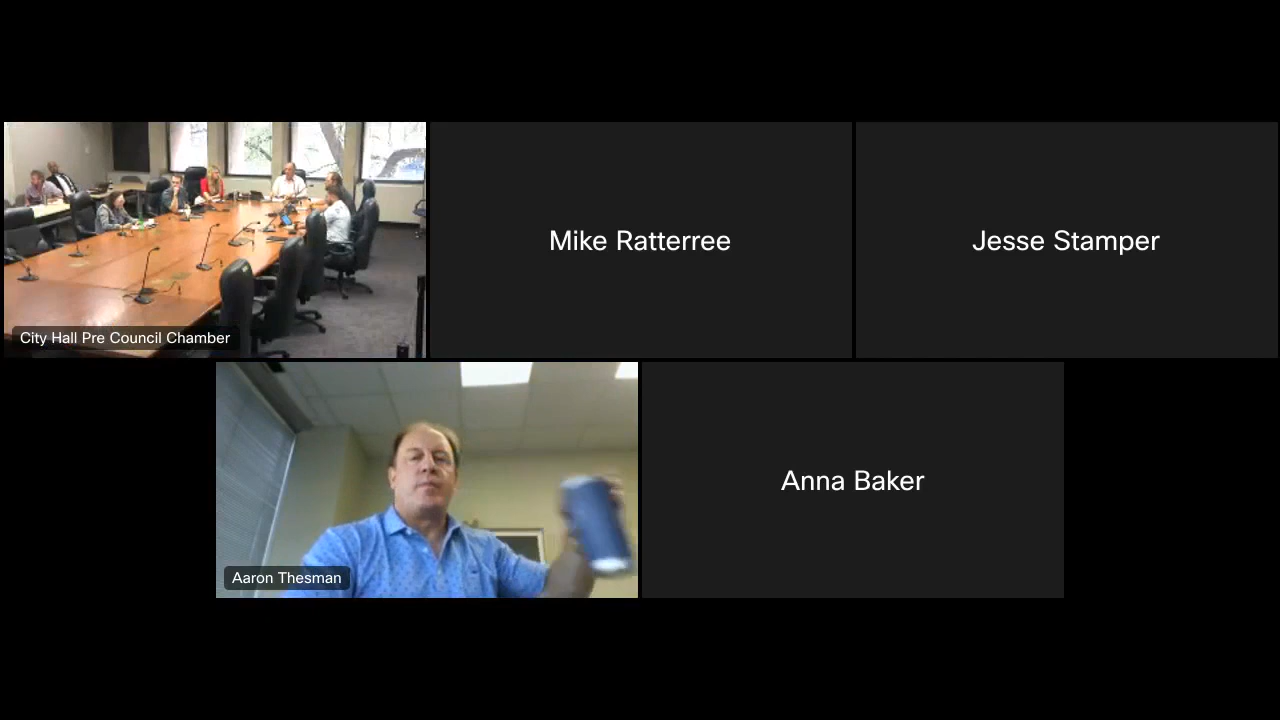 City Hall Pre Council Chamber
Mike Ratterree
Jesse Stamper
Aaron Thesman
Anna Baker